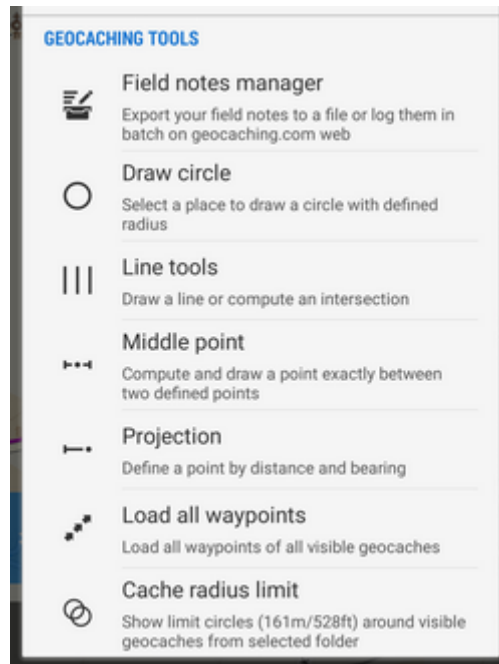 GEOCACHING TOOLS
Field notes manager
Export your field notes to a file or log them in
batch on geocaching.com web
Draw circle
Select a place to draw a circle with defined
radius
Line tools
Draw a line or compute an intersection
Middle point
Compute and draw a point exactly between
two defined points
Projection
Define a point by distance and bearing
Load all waypoints
Load all waypoints of all visible geocaches
Cache radius limit
Show limit circles (161m/528ft) around visible
geocaches from selected folder